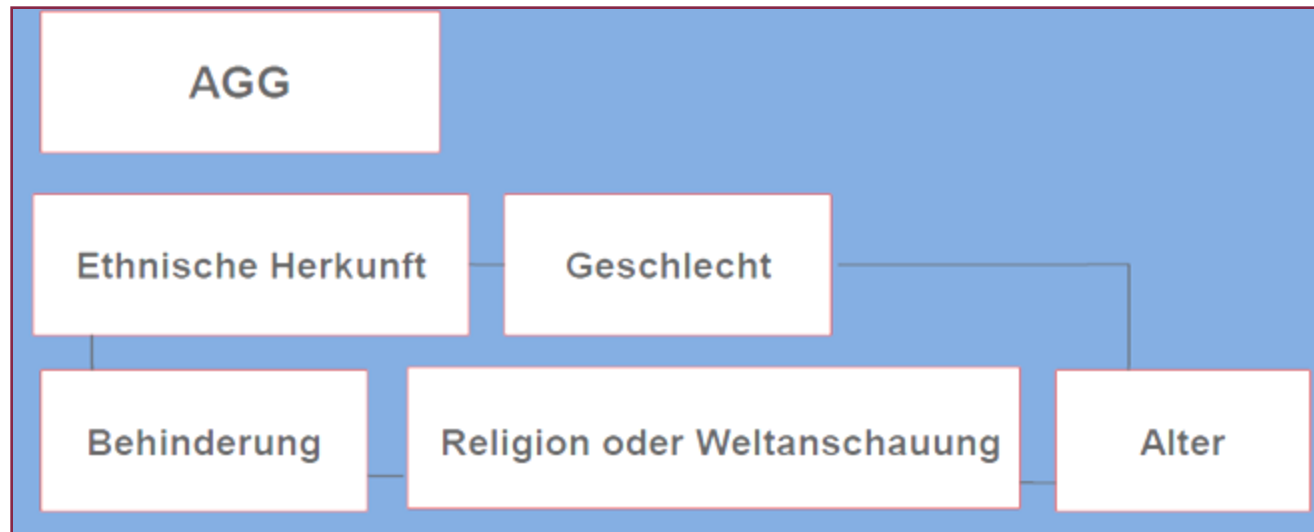 AGG
Ethnische Herkunft
Geschlecht
Behinderung
Religion oder Weltanschauung
Alter